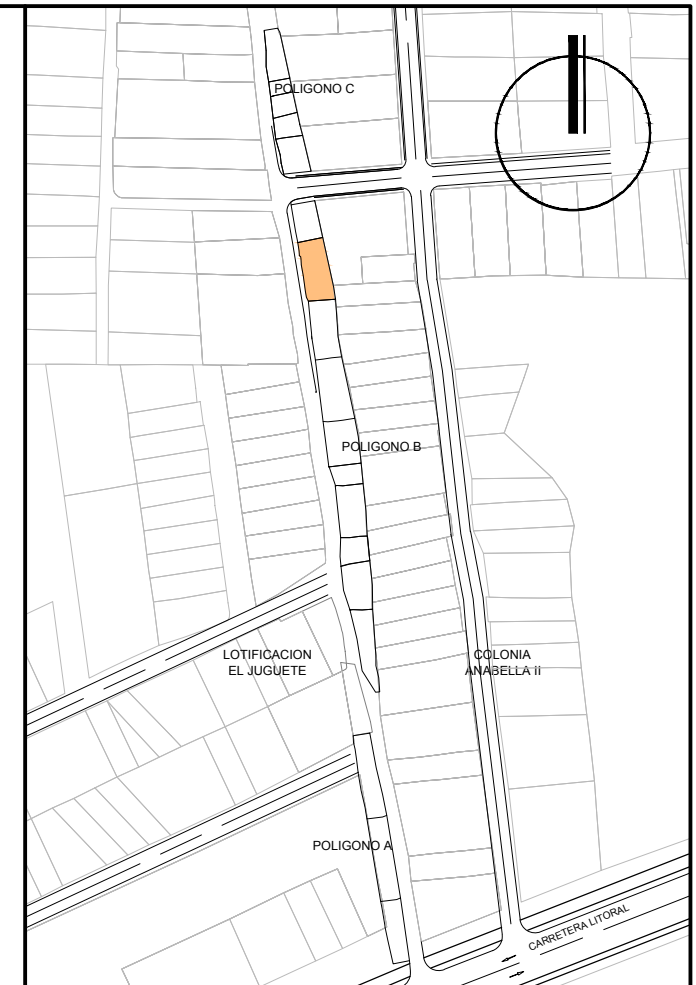 POLIGONO C
POLIGONO B
LOTIFICACION
EL JUGUETE
COLONIA
ANABELLA II
POLIGONO A
CARRETERA LITORAL